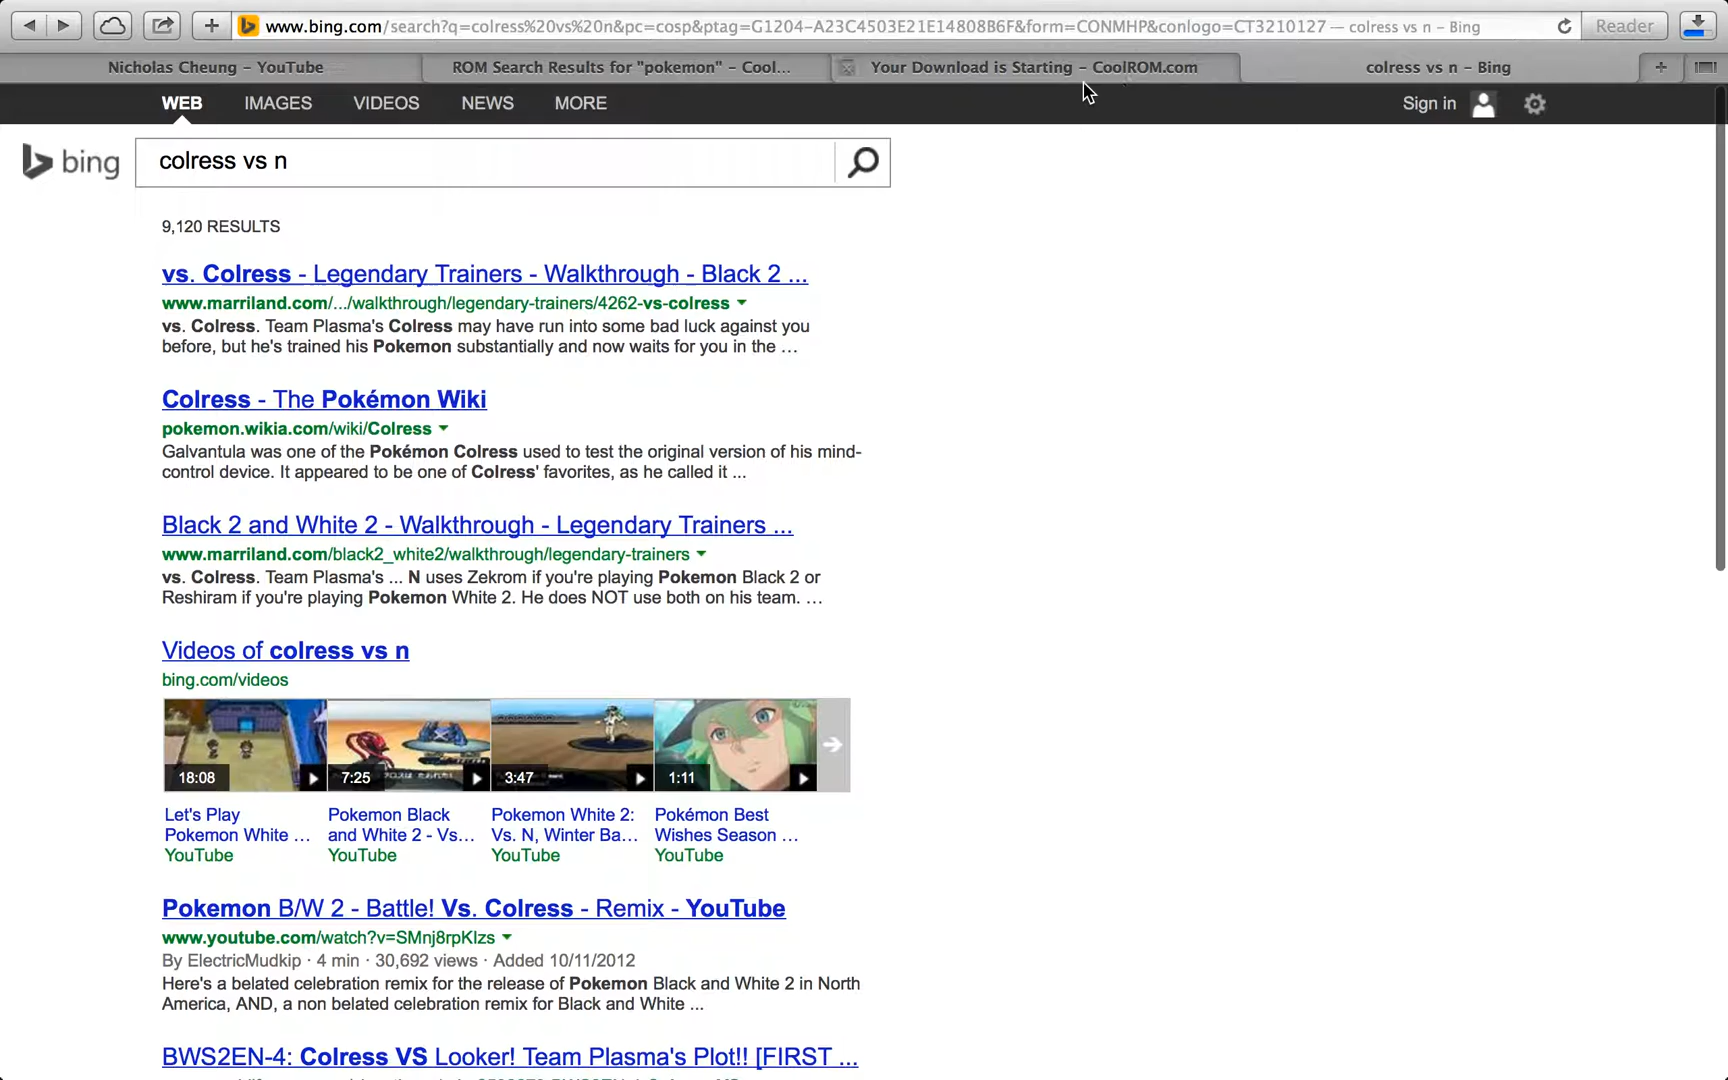 www.bing.com/search?q=colress%20vs%20n&pc=cosp&ptag=G1204-A23C4503E21E14808B6F&form=CONMHP&conlogo=CT3210127 — colress vs n – Bing
Reader
Nicholas Cheung – YouTube
ROM Search Results for "pokemon" – Cool...
Your Download is Starting – CoolROM.com
colress vs n – Bing
WEB IMAGES VIDEOS NEWS MORE
Sign in
bing
colress vs n
9,120 RESULTS
vs. Colress - Legendary Trainers - Walkthrough - Black 2 ...
www.marriland.com/.../walkthrough/legendary-trainers/4262-vs-colress
vs. Colress. Team Plasma's Colress may have run into some bad luck against you
before, but he's trained his Pokemon substantially and now waits for you in the ...
Colress - The Pokémon Wiki
pokemon.wikia.com/wiki/Colress
Galvantula was one of the Pokémon Colress used to test the original version of his mind-
control device. It appeared to be one of Colress' favorites, as he called it ...
Black 2 and White 2 - Walkthrough - Legendary Trainers ...
www.marriland.com/black2_white2/walkthrough/legendary-trainers
vs. Colress. Team Plasma's ... N uses Zekrom if you're playing Pokemon Black 2 or
Reshiram if you're playing Pokemon White 2. He does NOT use both on his team. ...
Videos of colress vs n
bing.com/videos
18:08 7:25 3:47 1:11
Let's Play
Pokemon White ...
YouTube
Pokemon Black
and White 2 - Vs...
YouTube
Pokemon White 2:
Vs. N, Winter Ba...
YouTube
Pokémon Best
Wishes Season ...
YouTube
Pokemon B/W 2 - Battle! Vs. Colress - Remix - YouTube
www.youtube.com/watch?v=SMnj8rpKIzs
By ElectricMudkip · 4 min · 30,692 views · Added 10/11/2012
Here's a belated celebration remix for the release of Pokemon Black and White 2 in North
America, AND, a non belated celebration remix for Black and White ...
BWS2EN-4: Colress VS Looker! Team Plasma's Plot!! [FIRST ...